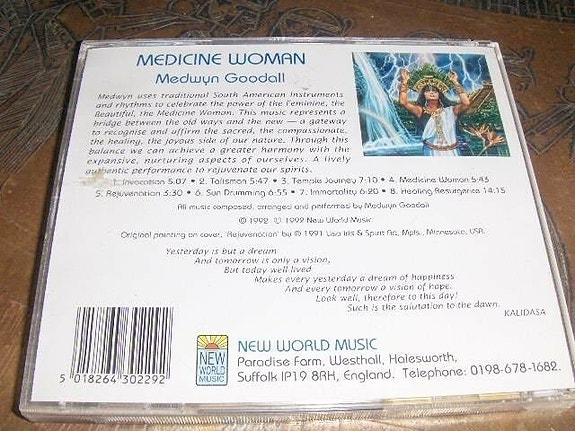 MEDICINE WOMAN
Medwyn Goodall
Medwyn uses traditional South American Instruments
and rhythms to celebrate the power of the Feminine, the
Beautiful, the Medicine Woman. This music represents a
bridge between the old ways and the new — a gateway
to recognise and affirm the sacred, the compassionate,
the healing, the joyous side of our nature. Through this
balance we can achieve a greater harmony with the
expansive, nurturing aspects of ourselves. A lively
authentic performance to rejuvenate our spirits.
1. Invocation 5.07 • 2. Talisman 5:47 • 3. Temple Journey 7:10 • 4. Medicine Woman 5:43
5. Rejuvenation 3:30 • 6. Sun Drumming 6:55 • 7. Immortality 6:20 • 8. Healing Resurgence 14:15
All music composed, arranged and performed by Medwyn Goodall
© 1992 ℗ 1992 New World Music
Original painting on cover, 'Rejuvenation' by © 1991 Lisa Iris & Spirit Art, Mpls., Minnesota, USA.
Yesterday is but a dream
And tomorrow is only a vision,
But today well lived
Makes every yesterday a dream of happiness
And every tomorrow a vision of hope.
Look well, therefore to this day!
Such is the salutation to the dawn.
KALIDASA
5 018264 302292
NEW WORLD MUSIC
NEW WORLD MUSIC
Paradise Farm, Westhall, Halesworth,
Suffolk IP19 8RH, England. Telephone: 0198-678-1682.